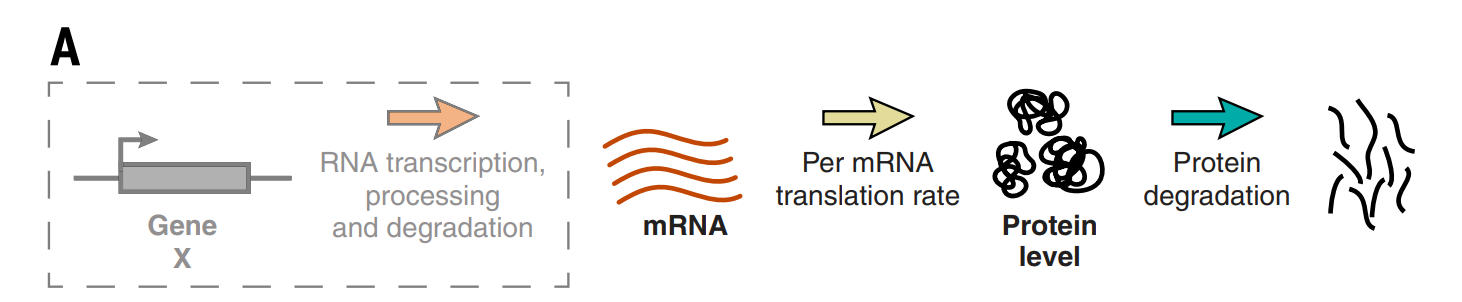 A
Gene
X
RNA transcription,
processing
and degradation
mRNA
Per mRNA
translation rate
Protein
level
Protein
degradation